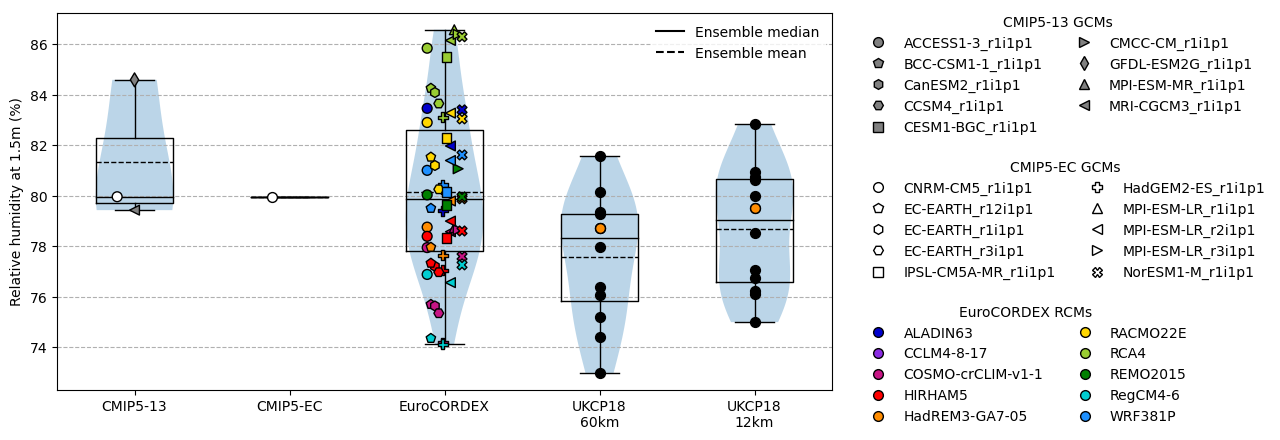 Relative humidity at 1.5m (%)
86
84
82
80
78
76
74
Ensemble median
Ensemble mean
CMIP5-13
CMIP5-EC
EuroCORDEX
UKCP18
60km
UKCP18
12km
CMIP5-13 GCMs
ACCESS1-3_r1i1p1
BCC-CSM1-1_r1i1p1
CanESM2_r1i1p1
CCSM4_r1i1p1
CESM1-BGC_r1i1p1
CMCC-CM_r1i1p1
GFDL-ESM2G_r1i1p1
MPI-ESM-MR_r1i1p1
MRI-CGCM3_r1i1p1
CMIP5-EC GCMs
CNRM-CM5_r1i1p1
EC-EARTH_r12i1p1
EC-EARTH_r1i1p1
EC-EARTH_r3i1p1
IPSL-CM5A-MR_r1i1p1
HadGEM2-ES_r1i1p1
MPI-ESM-LR_r1i1p1
MPI-ESM-LR_r2i1p1
MPI-ESM-LR_r3i1p1
NorESM1-M_r1i1p1
EuroCORDEX RCMs
ALADIN63
CCLM4-8-17
COSMO-crCLIM-v1-1
HIRHAM5
HadREM3-GA7-05
RACMO22E
RCA4
REMO2015
RegCM4-6
WRF381P